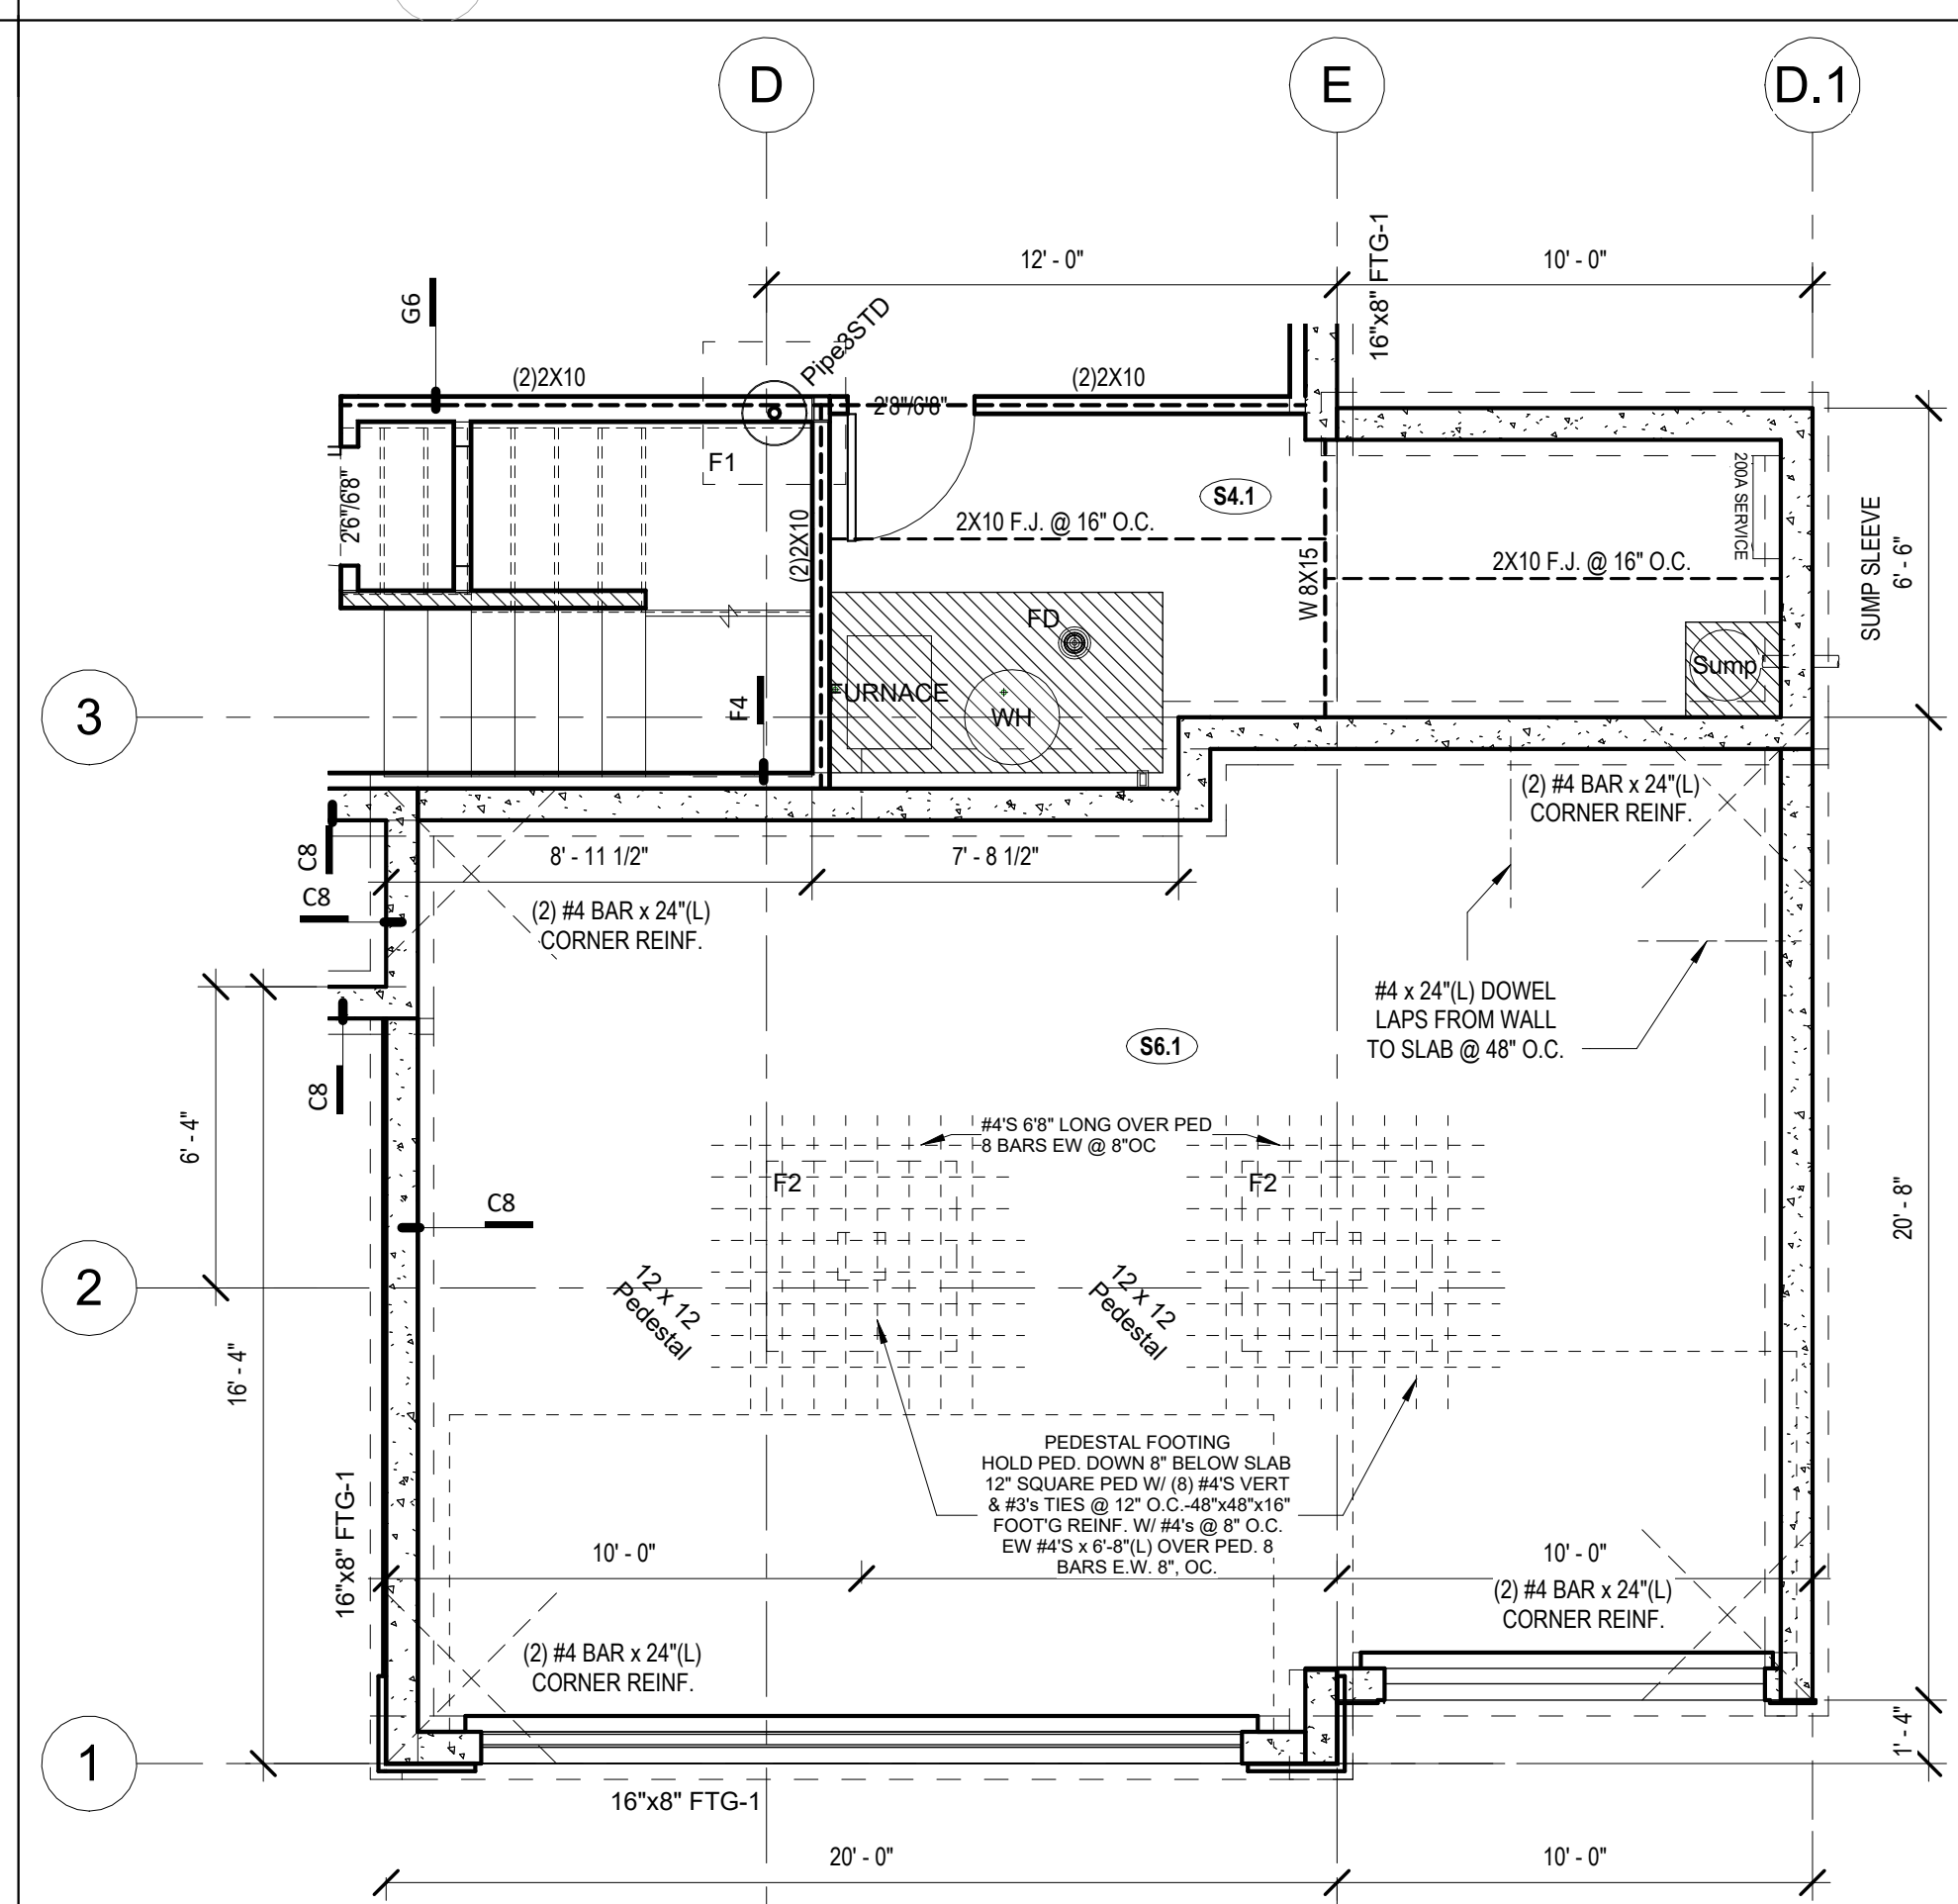 D
E
D.1
12' - 0"
10' - 0"
16"x8" FTG-1
G6
Pipe3STD
(2)2X10
(2)2X10
2'8"/6'8"
F1
2'6"/6'8"
(2)2X10
S4.1
2X10 F.J. @ 16" O.C.
2X10 F.J. @ 16" O.C.
200A SERVICE
SUMP SLEEVE
6' - 6"
W 8X15
FD
FURNACE
WH
Sump
3
F4
C8
8' - 11 1/2"
7' - 8 1/2"
(2) #4 BAR x 24"(L)
CORNER REINF.
C8
(2) #4 BAR x 24"(L)
CORNER REINF.
#4 x 24"(L) DOWEL
LAPS FROM WALL
TO SLAB @ 48" O.C.
S6.1
C8
6' - 4"
#4'S 6'8" LONG OVER PED
8 BARS EW @ 8"OC
F2
F2
C8
20' - 8"
2
12 x 12
Pedestal
12 x 12
Pedestal
16' - 4"
PEDESTAL FOOTING
HOLD PED. DOWN 8" BELOW SLAB
12" SQUARE PED W/ (8) #4'S VERT
& #3's TIES @ 12" O.C.-48"x48"x16"
FOOT'G REINF. W/ #4's @ 8" O.C.
EW #4'S x 6'-8"(L) OVER PED. 8
BARS E.W. 8", OC.
16"x8" FTG-1
10' - 0"
10' - 0"
(2) #4 BAR x 24"(L)
CORNER REINF.
(2) #4 BAR x 24"(L)
CORNER REINF.
1' - 4"
1
16"x8" FTG-1
20' - 0"
10' - 0"